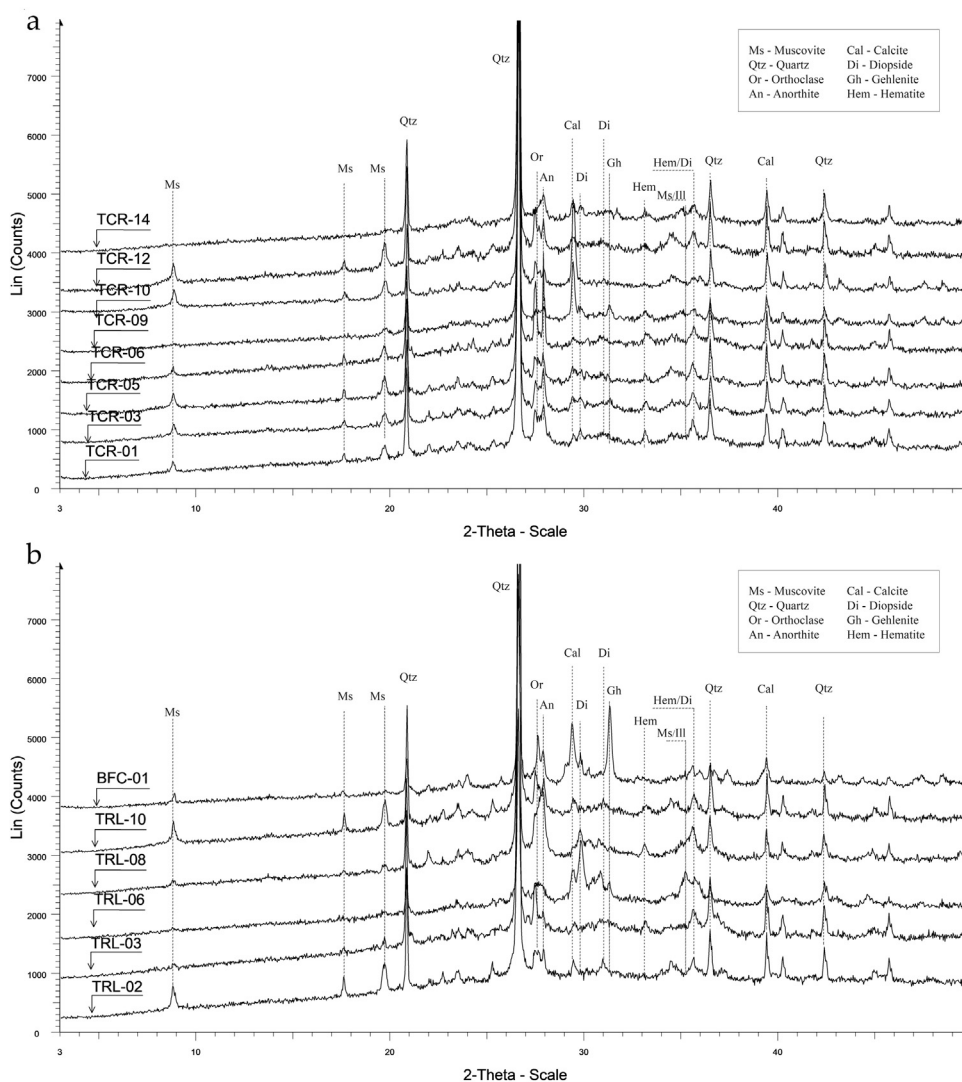 a
Ms - Muscovite Cal - Calcite
Qtz - Quartz Di - Diopside
Or - Orthoclase Gh - Gehlenite
An - Anorthite Hem - Hematite
Lin (Counts)
7000
6000
5000
4000
3000
2000
1000
0
Ms
Ms
Ms
Qtz
Qtz
Or
An
Cal
Di
Di
Gh
Hem
Hem/Di
Ms/Ill
Qtz
Cal
Qtz
TCR-14
TCR-12
TCR-10
TCR-09
TCR-06
TCR-05
TCR-03
TCR-01
3 10 20 30 40
2-Theta - Scale
b
Ms - Muscovite Cal - Calcite
Qtz - Quartz Di - Diopside
Or - Orthoclase Gh - Gehlenite
An - Anorthite Hem - Hematite
Lin (Counts)
7000
6000
5000
4000
3000
2000
1000
0
Ms
Ms
Ms
Qtz
Qtz
Or
An
Cal
Di
Di
Gh
Hem
Hem/Di
Ms/Ill
Qtz
Cal
Qtz
BFC-01
TRL-10
TRL-08
TRL-06
TRL-03
TRL-02
3 10 20 30 40
2-Theta - Scale